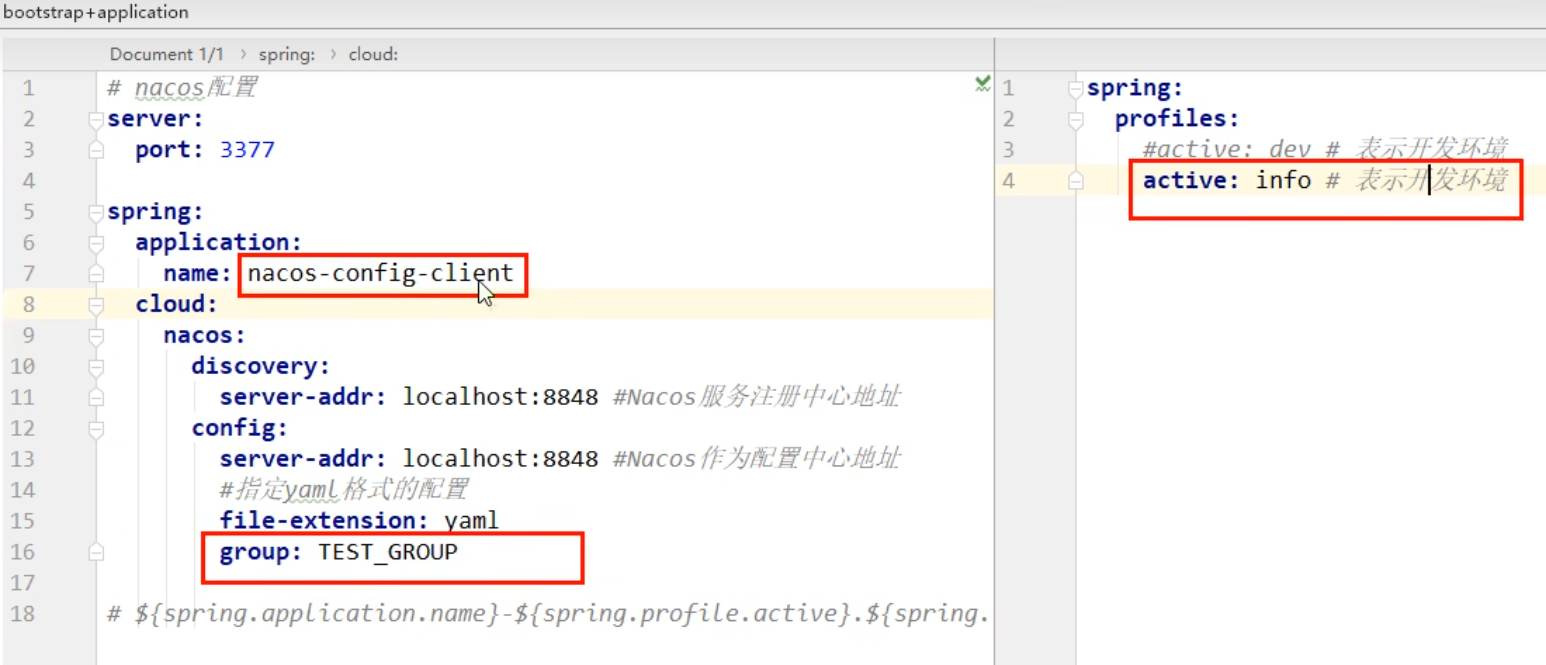 bootstrap+application
Document 1/1 › spring: › cloud:
1 # nacos配置
2 server:
3 port: 3377
4
5 spring:
6 application:
7 name: nacos-config-client
8 cloud:
9 nacos:
10 discovery:
11 server-addr: localhost:8848 #Nacos服务注册中心地址
12 config:
13 server-addr: localhost:8848 #Nacos作为配置中心地址
14 #指定yaml格式的配置
15 file-extension: yaml
16 group: TEST_GROUP
17
18 # ${spring.application.name}-${spring.profile.active}.${spring.
1 spring:
2 profiles:
3 #active: dev # 表示开发环境
4 active: info # 表示开发环境